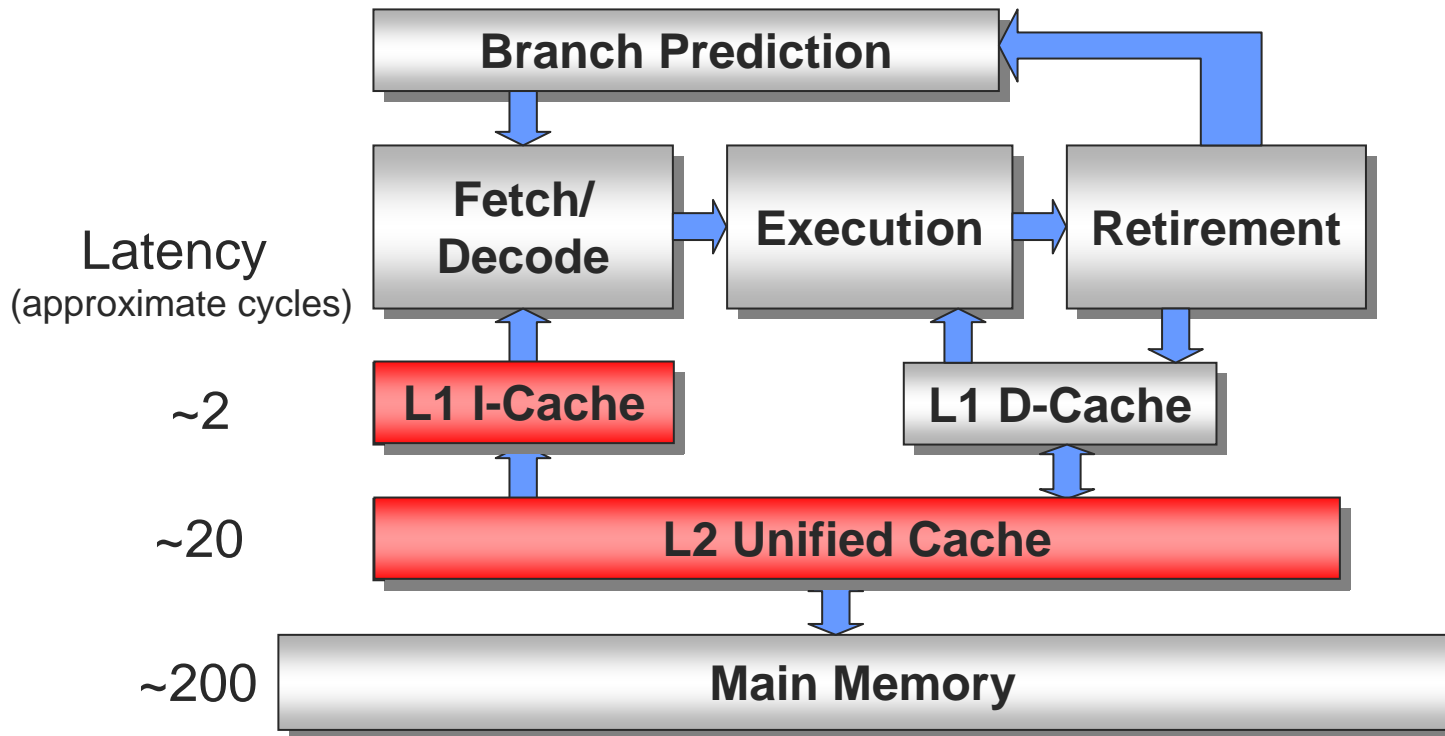 Branch Prediction
Fetch/
Decode
Execution
Retirement
Latency
(approximate cycles)
~2
L1 I-Cache
L1 D-Cache
~20
L2 Unified Cache
~200
Main Memory